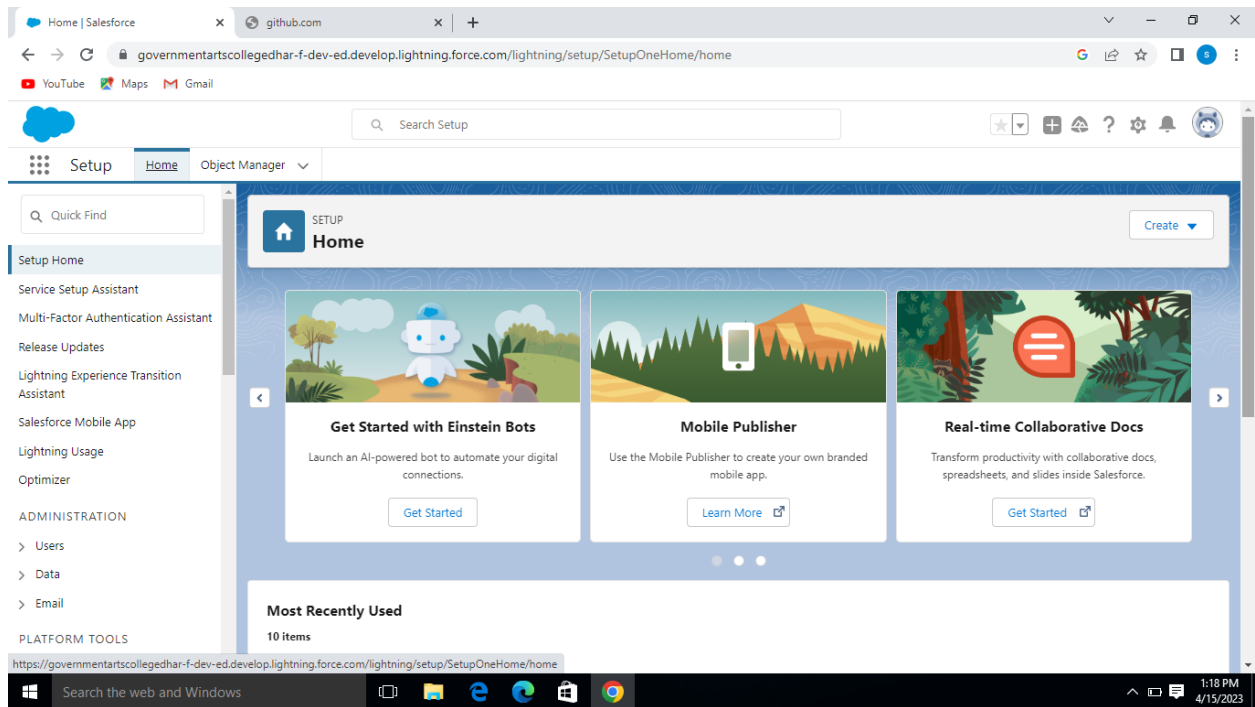 Home | Salesforce
github.com
governmentartscollegedhar-f-dev-ed.develop.lightning.force.com/lightning/setup/SetupOneHome/home
G
s
YouTube
Maps
Gmail
Search Setup
Setup
Home
Object Manager
Quick Find
SETUP
Home
Create
Setup Home
Service Setup Assistant
Multi-Factor Authentication Assistant
Release Updates
Lightning Experience Transition
Assistant
Salesforce Mobile App
Lightning Usage
Optimizer
ADMINISTRATION
Users
Data
Email
PLATFORM TOOLS
Get Started with Einstein Bots
Launch an AI-powered bot to automate your digital
connections.
Get Started
Mobile Publisher
Use the Mobile Publisher to create your own branded
mobile app.
Learn More
Real-time Collaborative Docs
Transform productivity with collaborative docs,
spreadsheets, and slides inside Salesforce.
Get Started
Most Recently Used
10 items
https://governmentartscollegedhar-f-dev-ed.develop.lightning.force.com/lightning/setup/SetupOneHome/home
Search the web and Windows
1:18 PM
4/15/2023